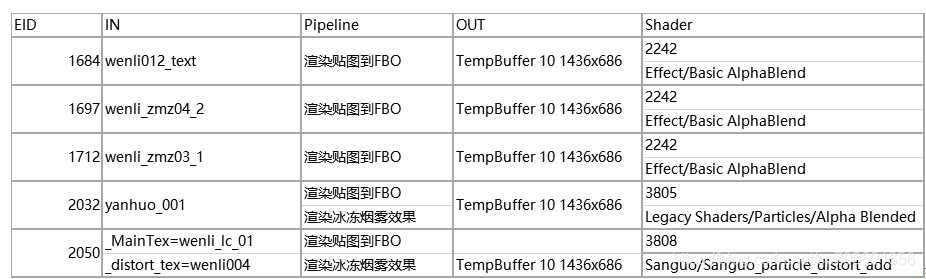 EID IN Pipeline OUT Shader
1684 wenli012_text 渲染贴图到FBO TempBuffer 10 1436x686 2242
Effect/Basic AlphaBlend
1697 wenli_zmz04_2 渲染贴图到FBO TempBuffer 10 1436x686 2242
Effect/Basic AlphaBlend
1712 wenli_zmz03_1 渲染贴图到FBO TempBuffer 10 1436x686 2242
Effect/Basic AlphaBlend
2032 yanhuo_001 渲染贴图到FBO TempBuffer 10 1436x686 3805
渲染冰冻烟雾效果 Legacy Shaders/Particles/Alpha Blended
2050 _MainTex=wenli_lc_01 渲染贴图到FBO TempBuffer 10 1436x686 3808
_distort_tex=wenli004 渲染冰冻烟雾效果 Sanguo/Sanguo_particle_distort_add